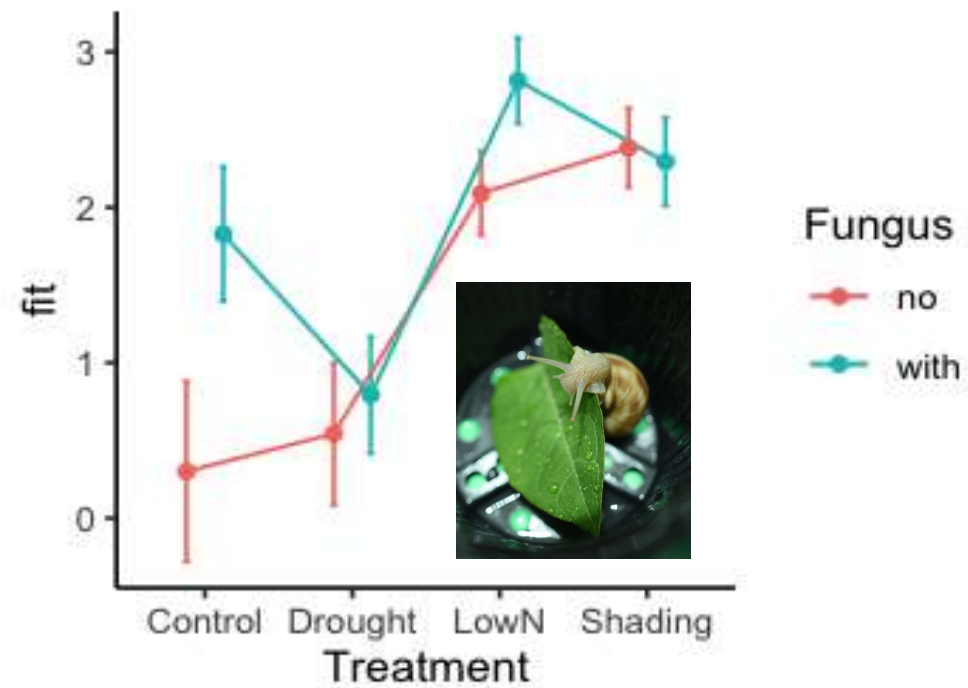 3
2
1
0
fit
Control Drought LowN Shading
Treatment
Fungus
no
with